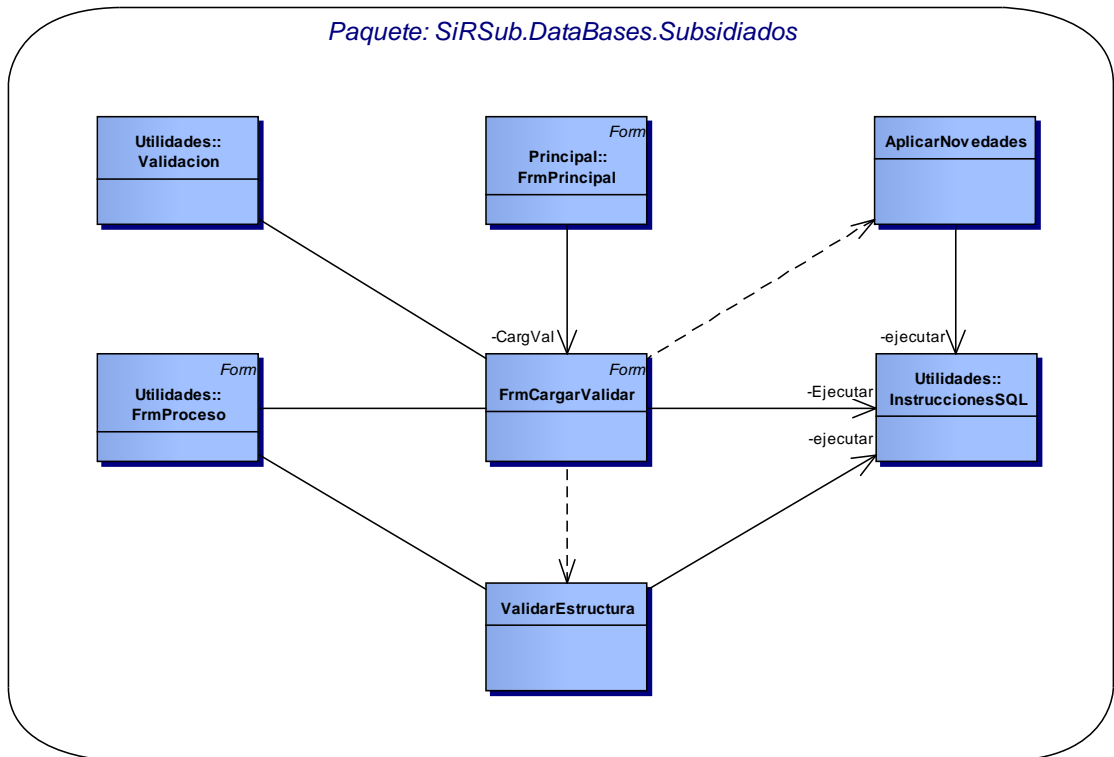 Paquete: SiRSub.DataBases.Subsidiados
Utilidades::
Validacion
Form
Principal::
FrmPrincipal
AplicarNovedades
-CargVal
-ejecutar
Form
Utilidades::
FrmProceso
Form
FrmCargarValidar
-Ejecutar
Utilidades::
InstruccionesSQL
-ejecutar
ValidarEstructura